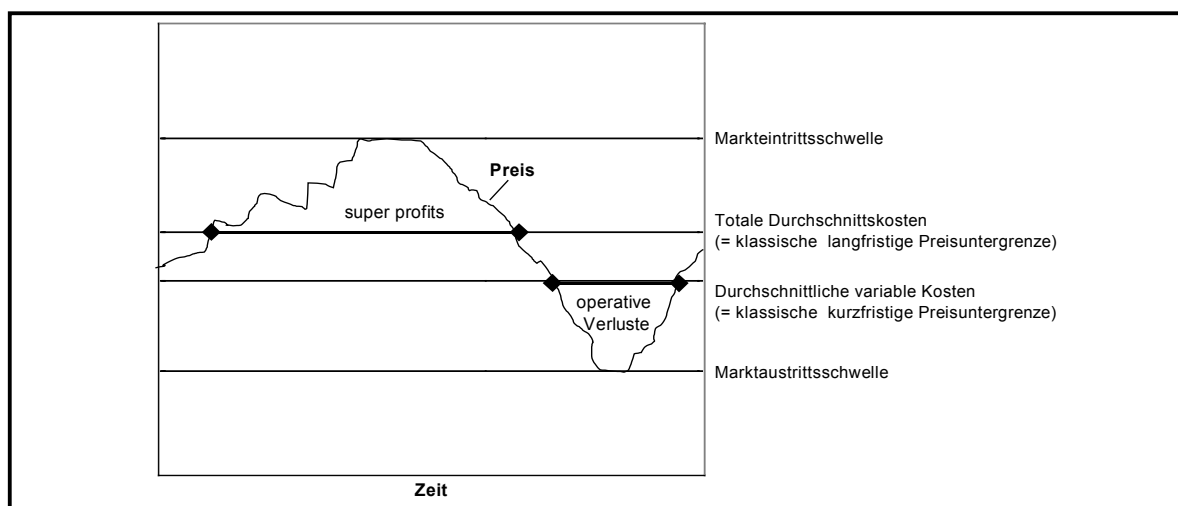 Markteintrittsschwelle
Preis
super profits
Totale Durchschnittskosten
(= klassische langfristige Preisuntergrenze)
operative
Verluste
Durchschnittliche variable Kosten
(= klassische kurzfristige Preisuntergrenze)
Marktaustrittsschwelle
Zeit